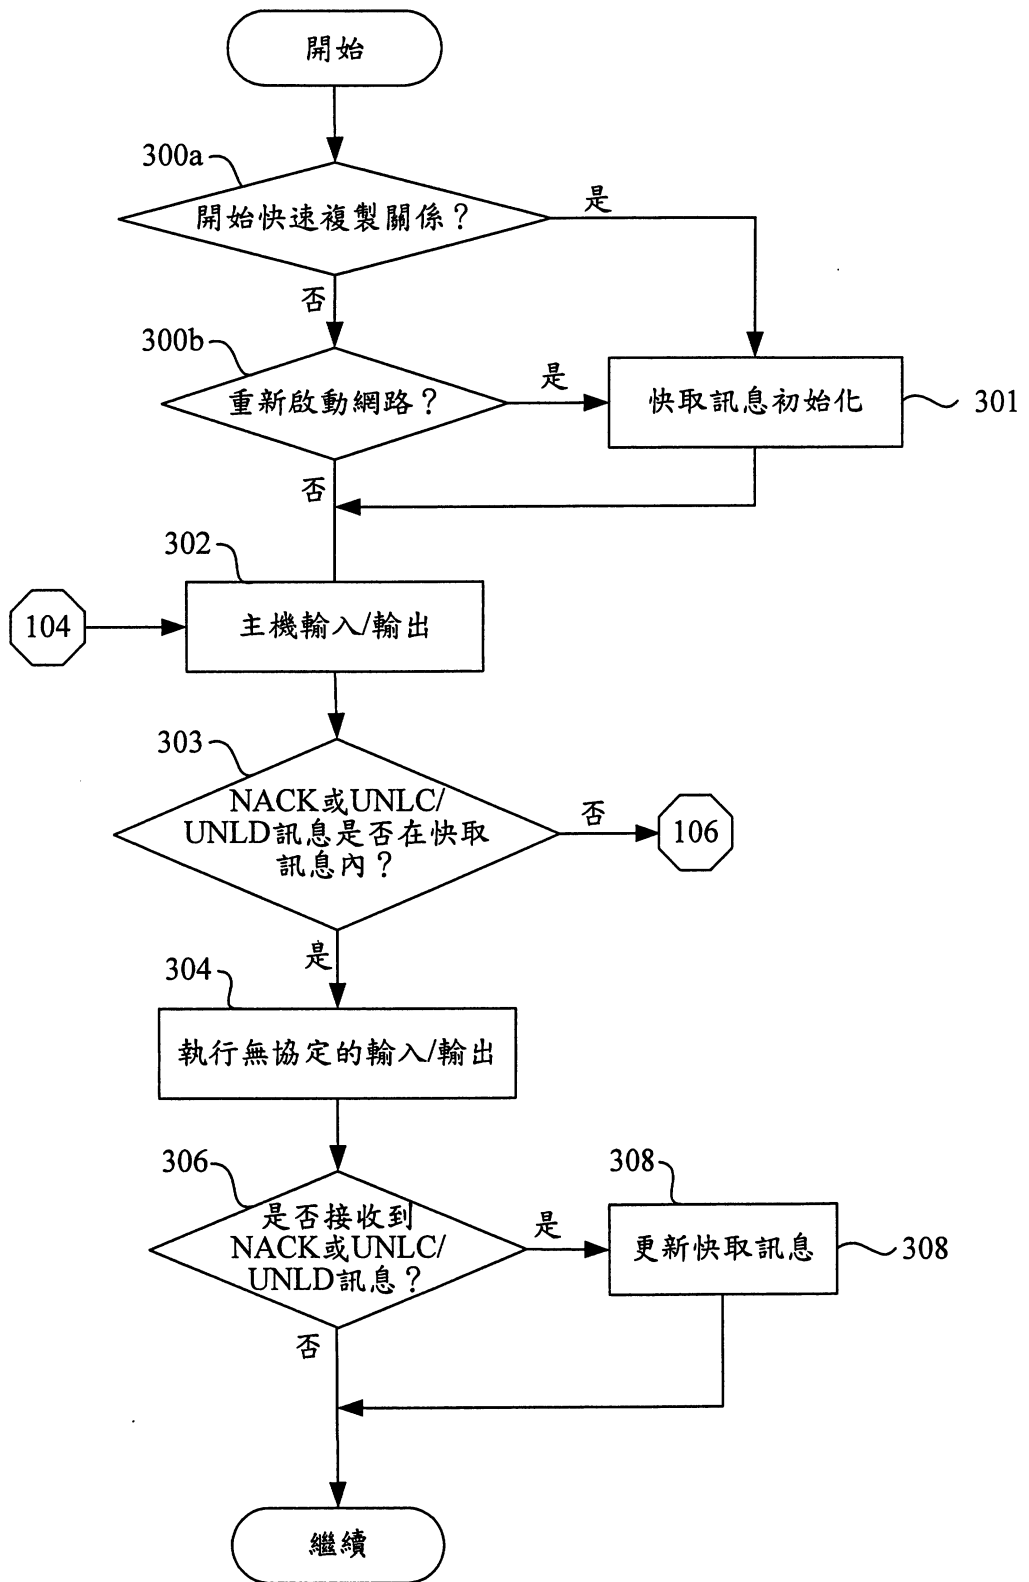 開始
300a
開始快速複製關係？
是
否
300b
重新啟動網路？
是
快取訊息初始化
301
否
302
104
主機輸入/輸出
303
NACK或UNLC/
UNLD訊息是否在快取
訊息內？
否
106
是
304
執行無協定的輸入/輸出
306
是否接收到
NACK或UNLC/
UNLD訊息？
是
308
更新快取訊息
308
否
繼續